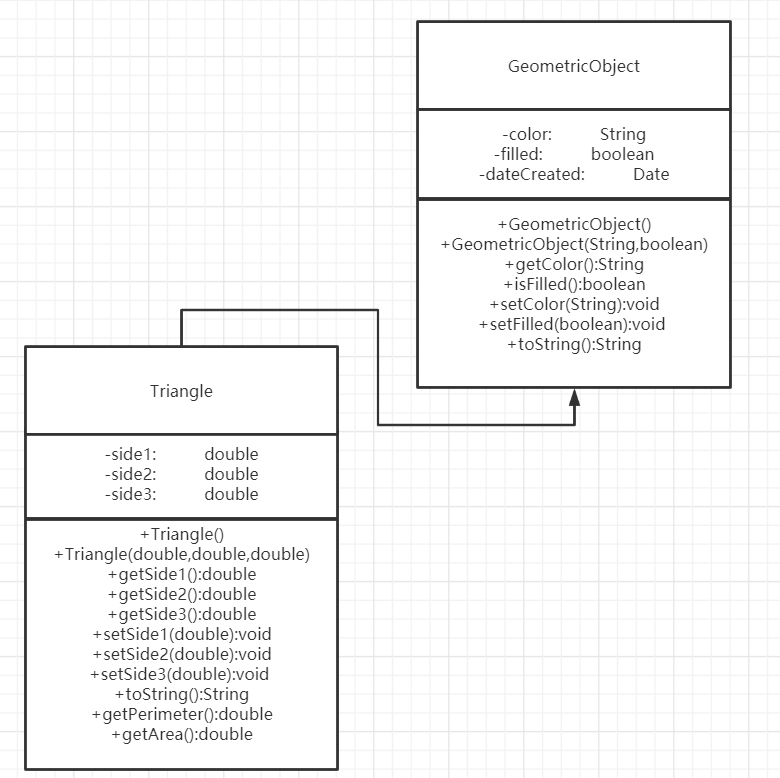 GeometricObject
-color: String
-filled: boolean
-dateCreated: Date
+GeometricObject()
+GeometricObject(String,boolean)
+getColor():String
+isFilled():boolean
+setColor(String):void
+setFilled(boolean):void
+toString():String
Triangle
-side1: double
-side2: double
-side3: double
+Triangle()
+Triangle(double,double,double)
+getSide1():double
+getSide2():double
+getSide3():double
+setSide1(double):void
+setSide2(double):void
+setSide3(double):void
+toString():String
+getPerimeter():double
+getArea():double